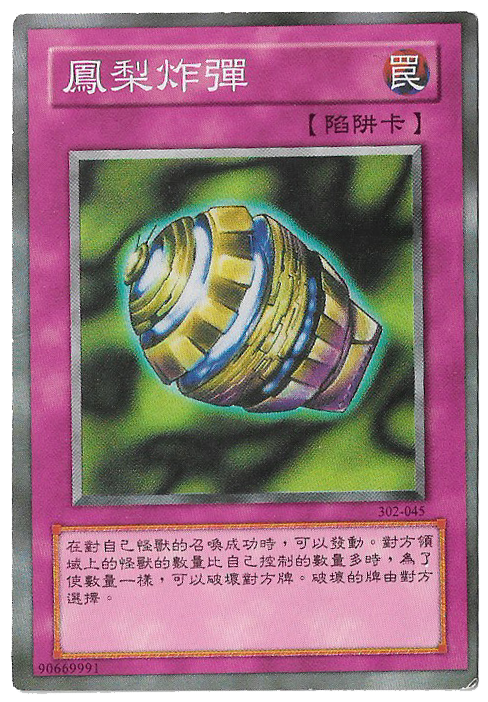 鳳梨炸彈
罠
【陷阱卡】
302-045
在對自己怪獸的召喚成功時，可以發動。對方領
域上的怪獸的數量比自己控制的數量多時，為了
使數量一樣，可以破壞對方牌。破壞的牌由對方
選擇。
90669991